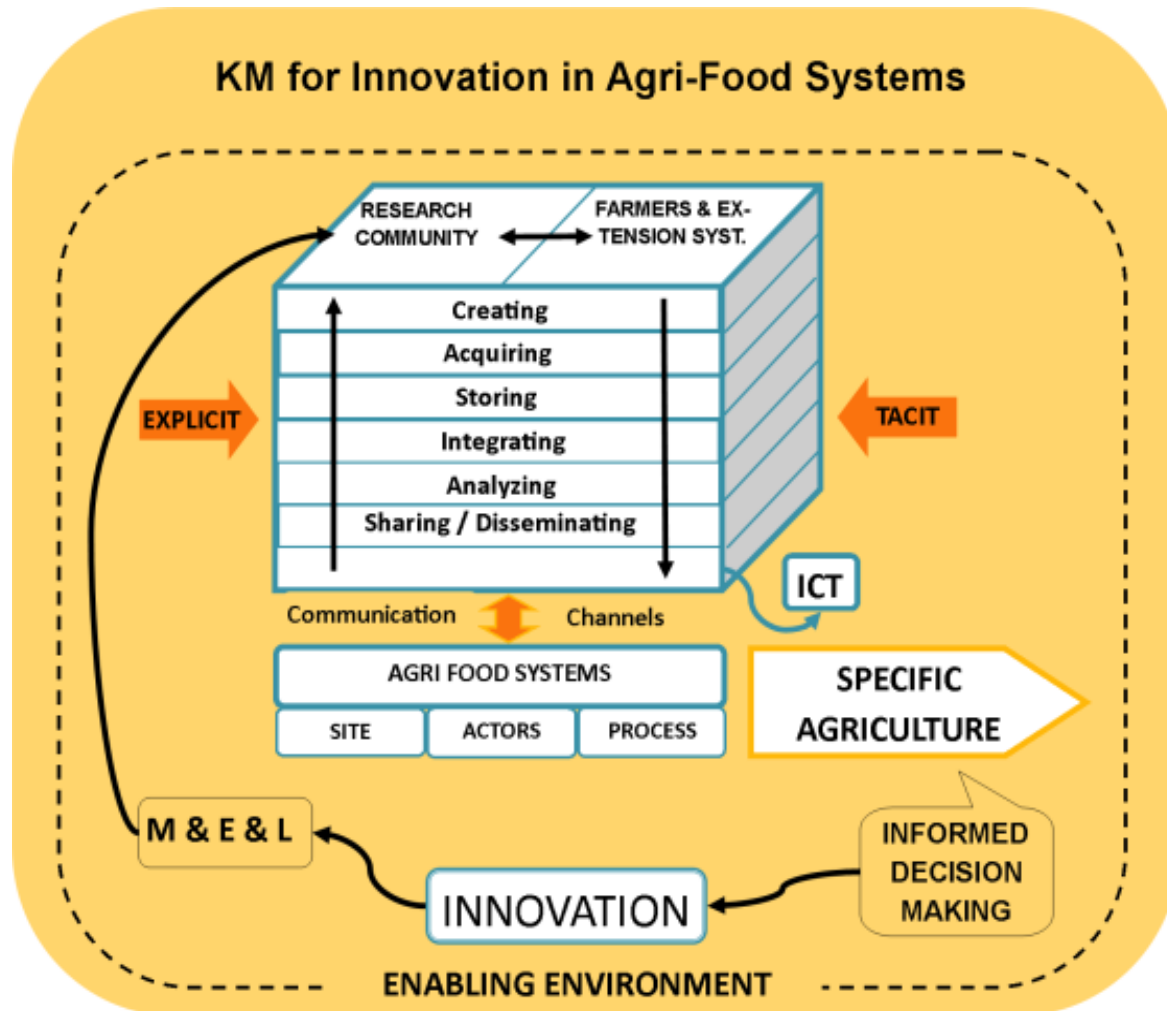 KM for Innovation in Agri-Food Systems
RESEARCH
COMMUNITY
FARMERS & EX-
TENSION SYST.
Creating
Acquiring
Storing
Integrating
Analyzing
Sharing / Disseminating
EXPLICIT
TACIT
ICT
Communication
Channels
AGRI FOOD SYSTEMS
SITE
ACTORS
PROCESS
SPECIFIC
AGRICULTURE
M & E & L
INNOVATION
INFORMED
DECISION
MAKING
ENABLING ENVIRONMENT